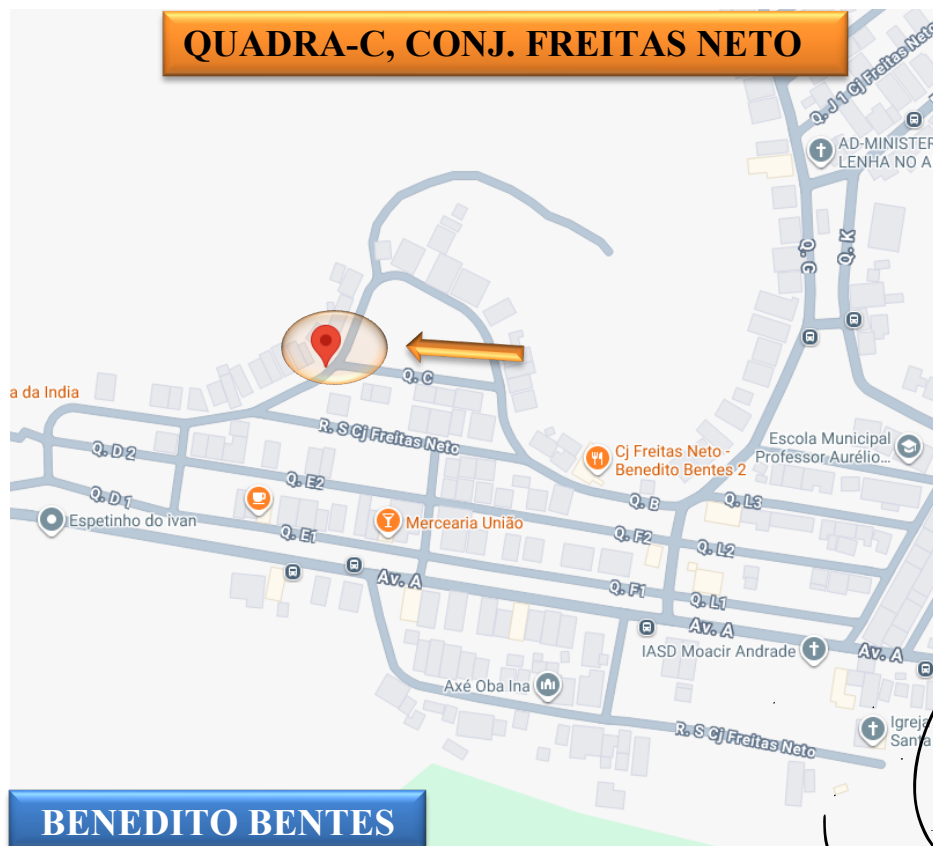 QUADRA-C, CONJ. FREITAS NETO
Q. J 1 Cj Freitas Neto
AD-MINISTER
LENHA NO A
Q. G
Q. K
a da India
Q. C
R. S Cj Freitas Neto
Q. D 2
Q. E2
Q. D 1
Espetinho do ivan
Q. E1
Mercearia União
Cj Freitas Neto -
Benedito Bentes 2
Escola Municipal
Professor Aurélio...
Q. B
Q. L3
Q. F2
Q. L2
Av. A
Q. F1
Q. L1
Av. A
IASD Moacir Andrade
Av. A
Axé Oba Ina
R. S Cj Freitas Neto
Igreja
Santa
BENEDITO BENTES